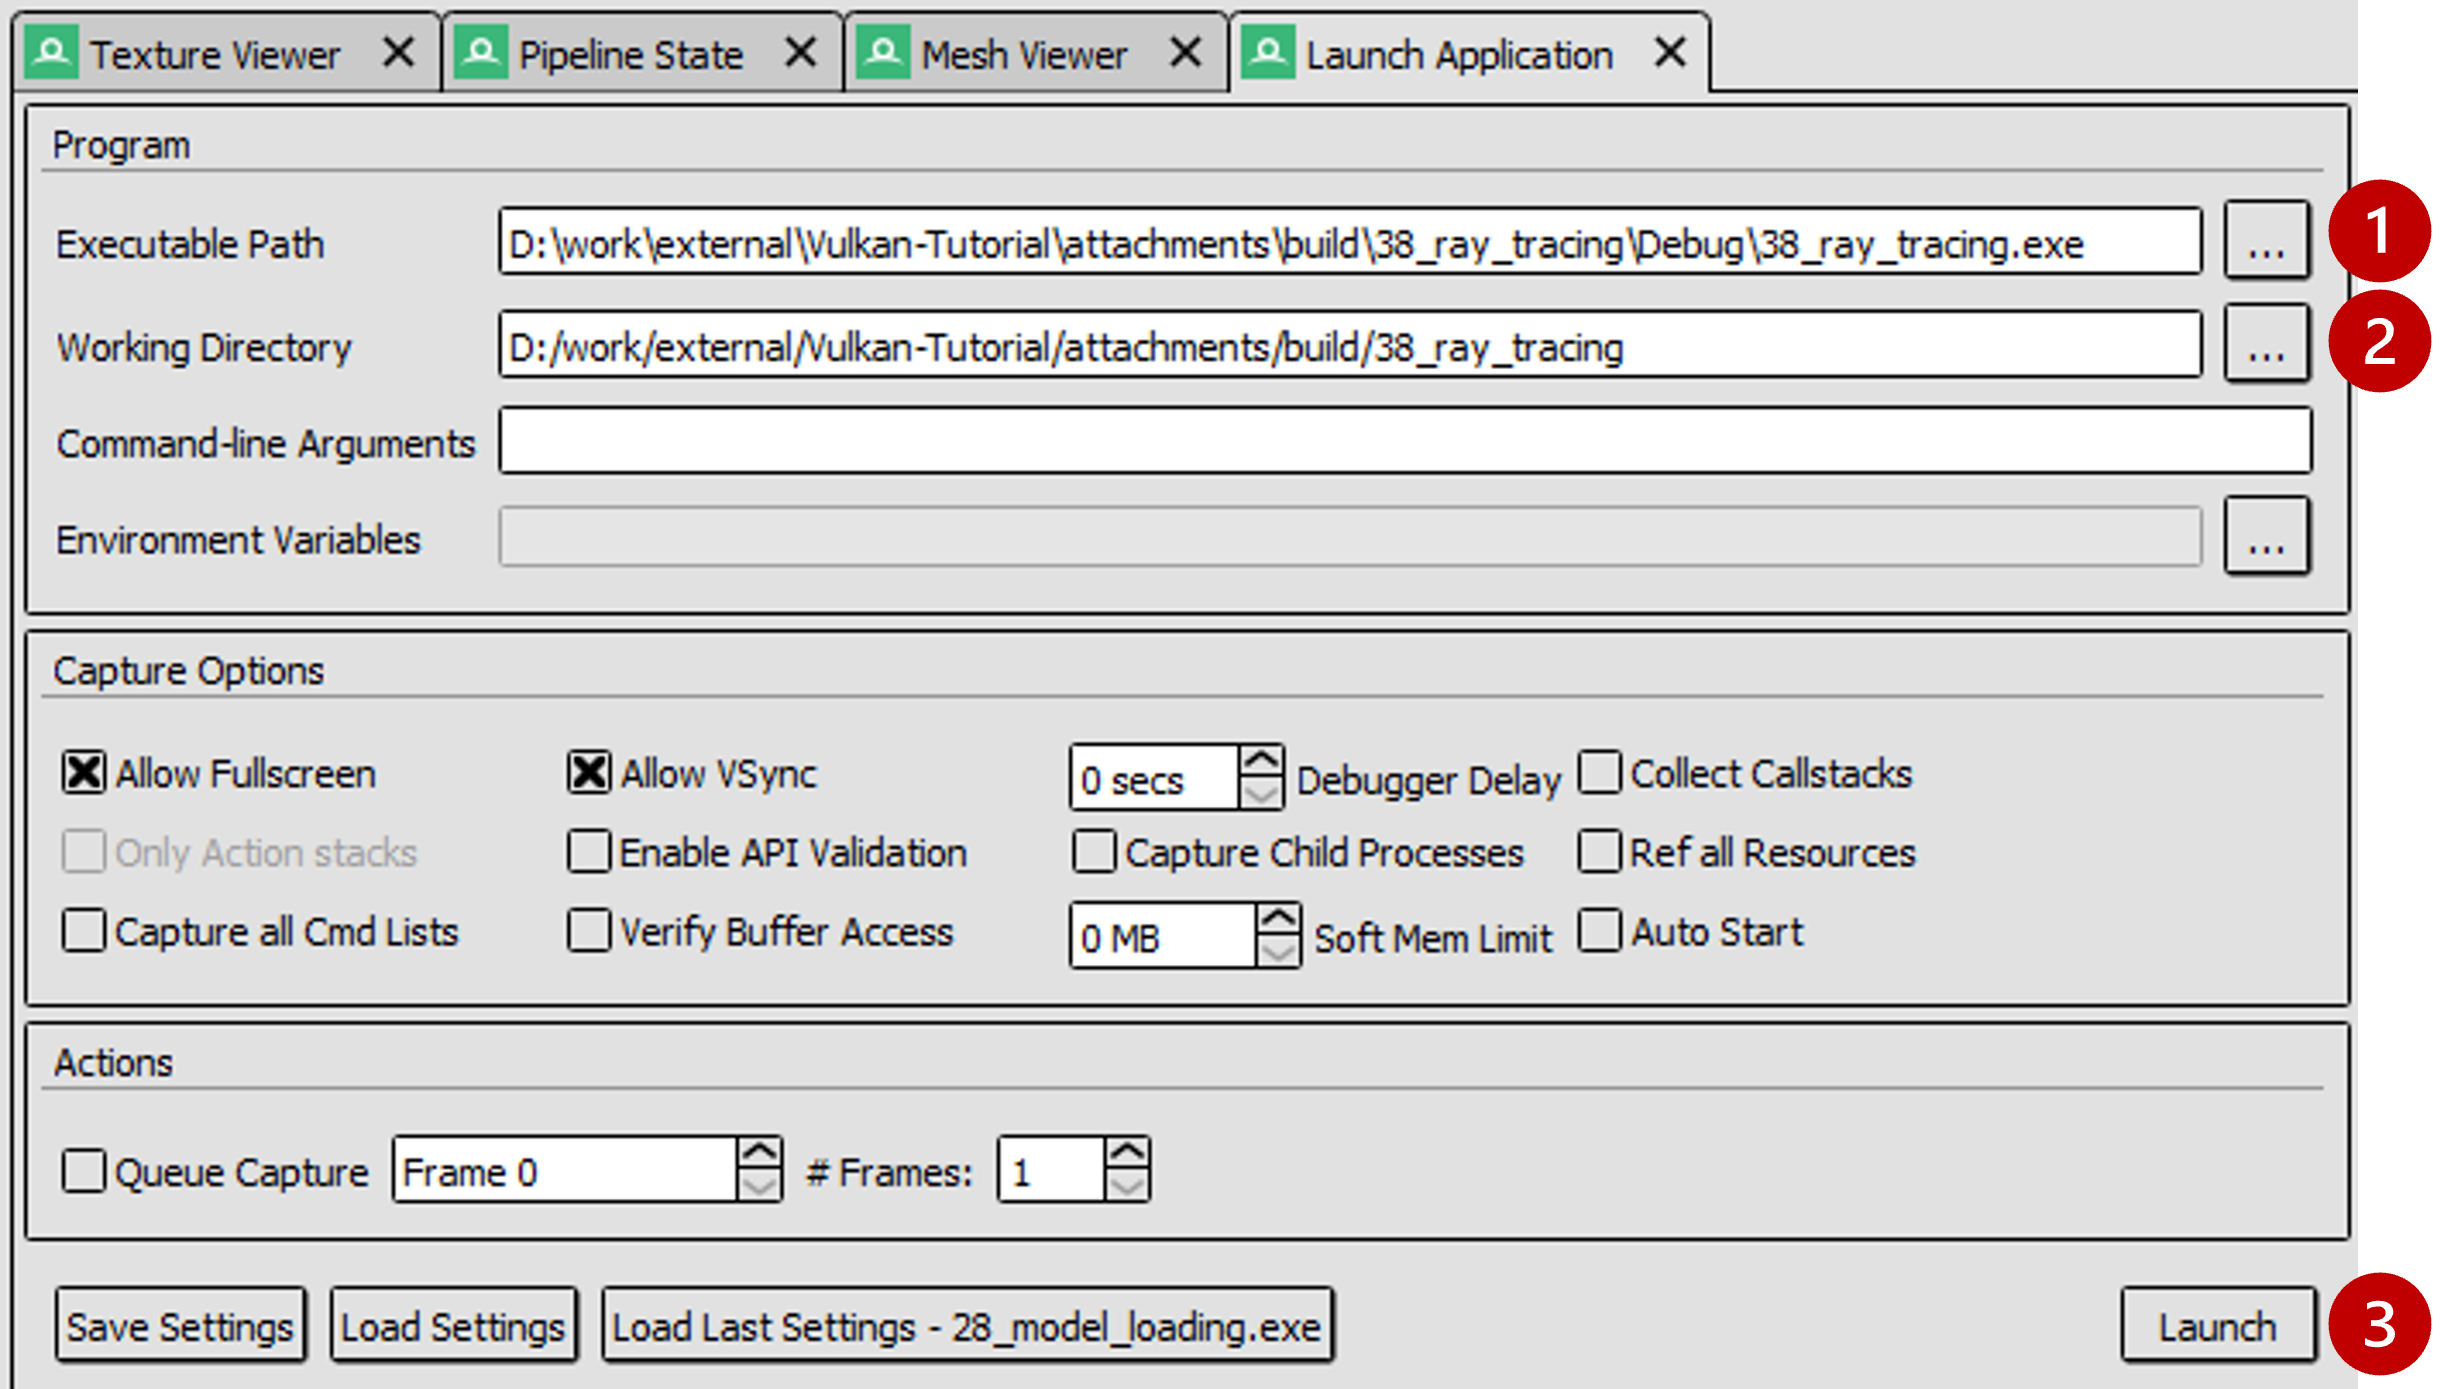 Texture Viewer Pipeline State Mesh Viewer Launch Application
Program
Executable Path D:\work\external\Vulkan-Tutorial\attachments\build\38_ray_tracing\Debug\38_ray_tracing.exe ... 1
Working Directory D:/work/external/Vulkan-Tutorial/attachments/build/38_ray_tracing ... 2
Command-line Arguments
Environment Variables ...
Capture Options
Allow Fullscreen Allow VSync 0 secs Debugger Delay Collect Callstacks
Only Action stacks Enable API Validation Capture Child Processes Ref all Resources
Capture all Cmd Lists Verify Buffer Access 0 MB Soft Mem Limit Auto Start
Actions
Queue Capture Frame 0 # Frames: 1
Save Settings Load Settings Load Last Settings - 28_model_loading.exe Launch 3